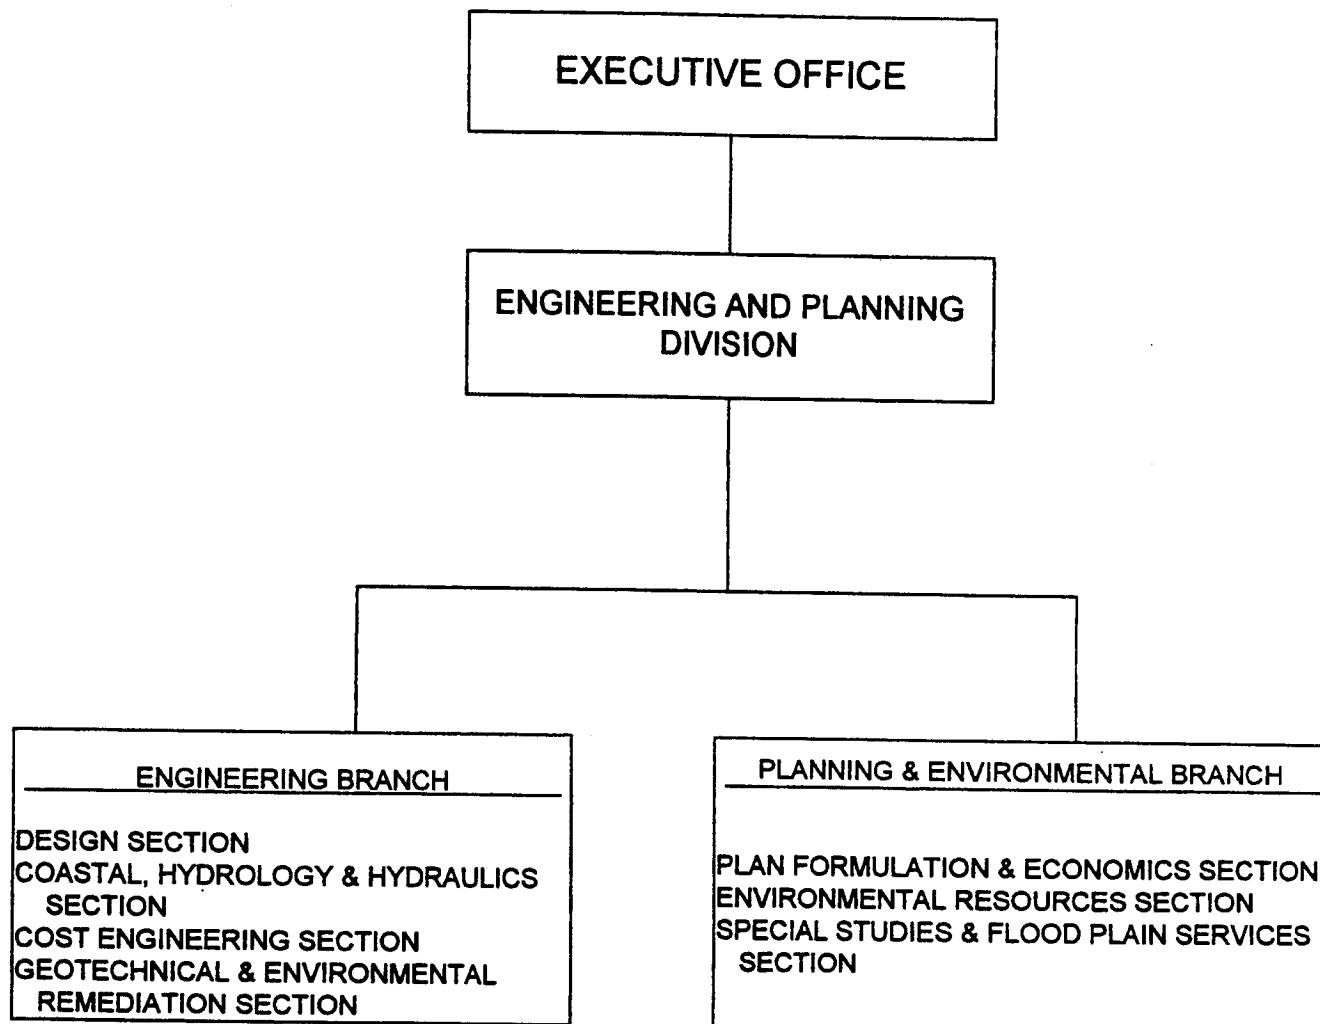 EXECUTIVE OFFICE
ENGINEERING AND PLANNING
DIVISION
ENGINEERING BRANCH
DESIGN SECTION
COASTAL, HYDROLOGY & HYDRAULICS
SECTION
COST ENGINEERING SECTION
GEOTECHNICAL & ENVIRONMENTAL
REMEDIATION SECTION
PLANNING & ENVIRONMENTAL BRANCH
PLAN FORMULATION & ECONOMICS SECTION
ENVIRONMENTAL RESOURCES SECTION
SPECIAL STUDIES & FLOOD PLAIN SERVICES
SECTION